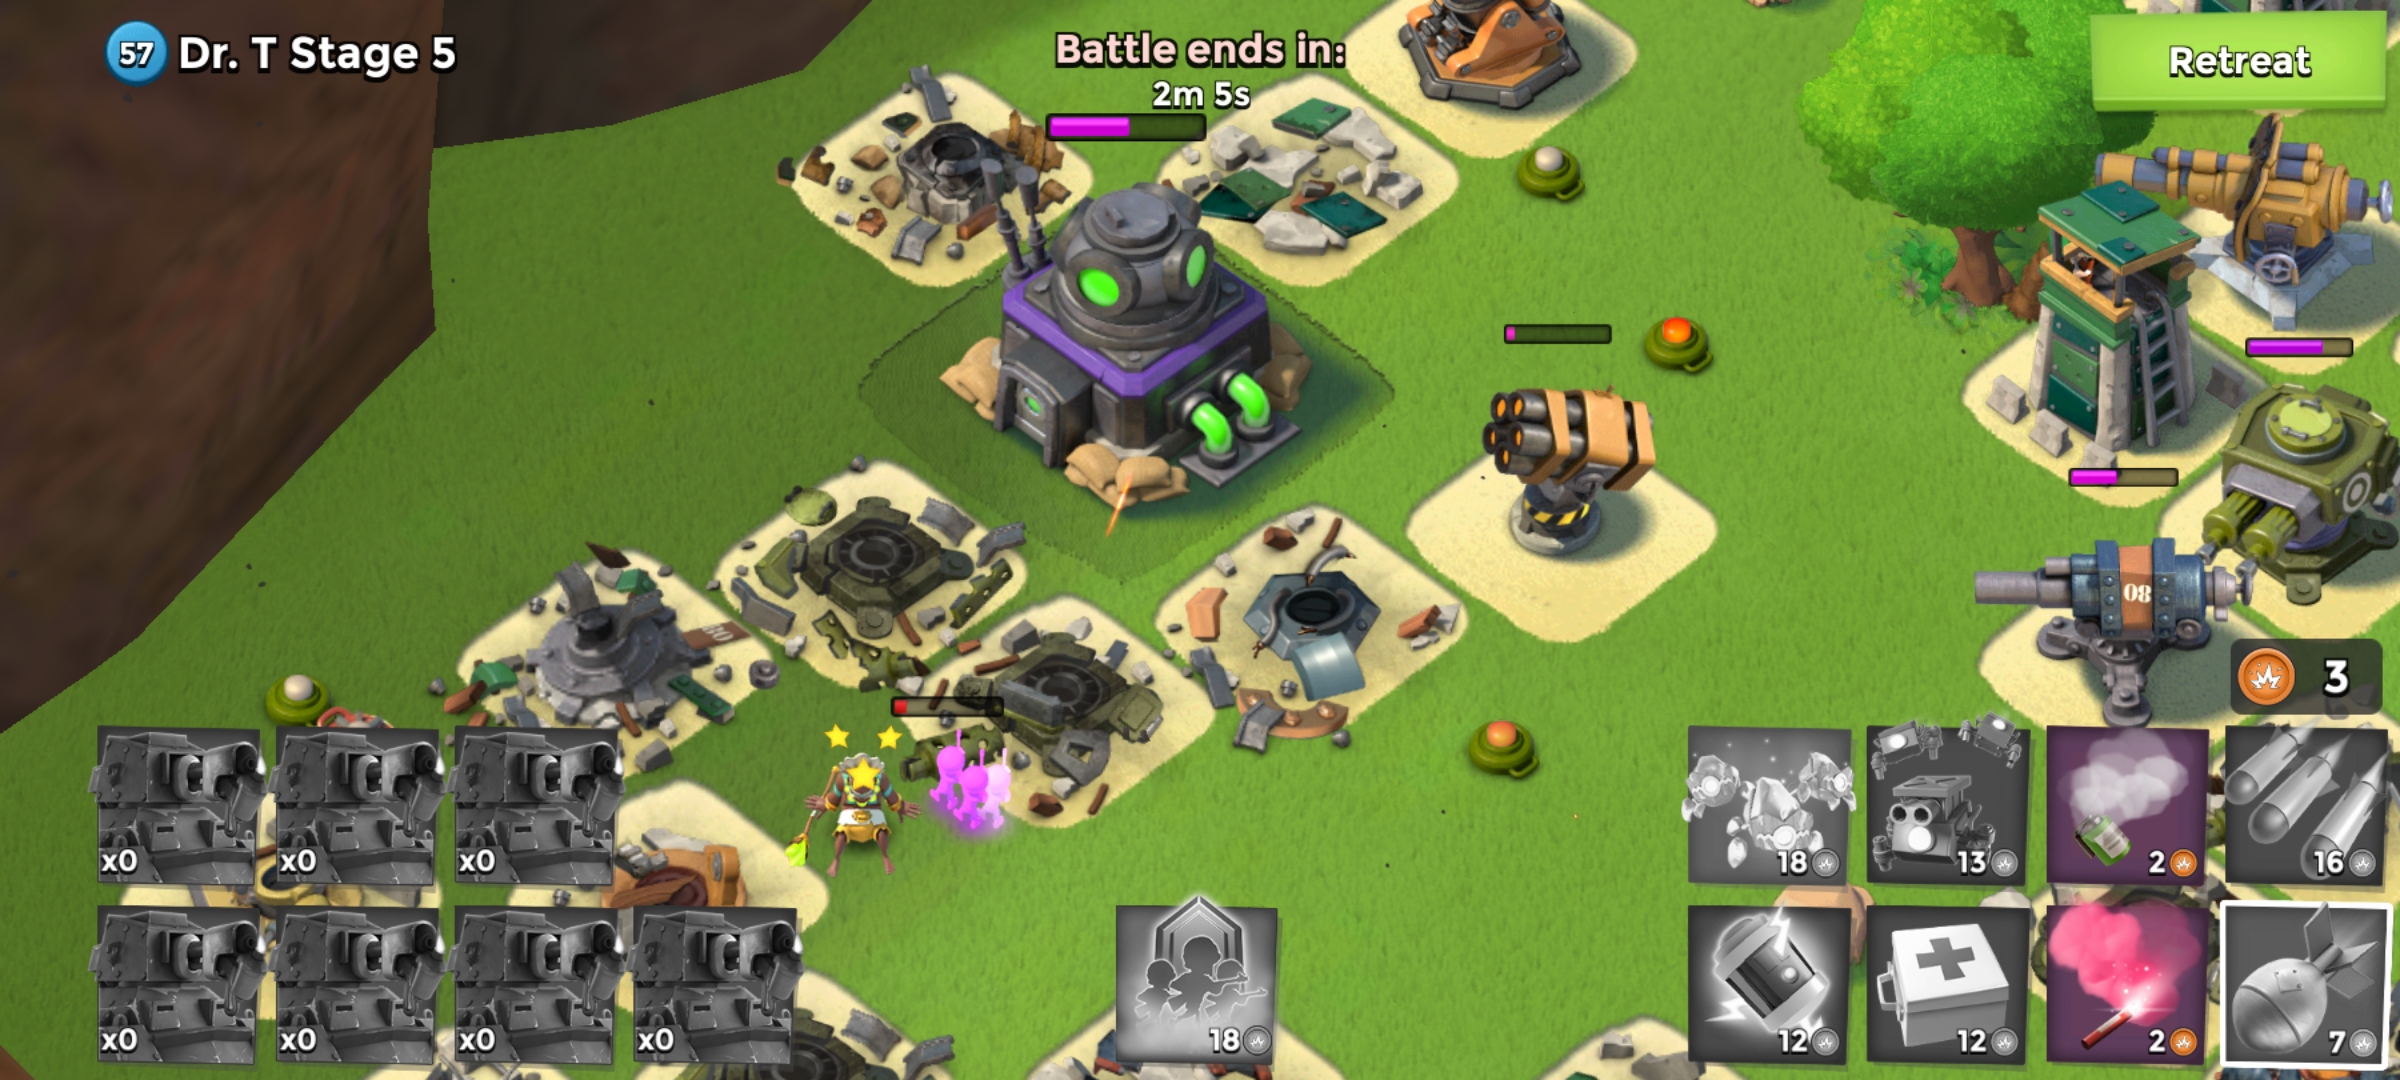 57 Dr. T Stage 5
Battle ends in:
2m 5s
Retreat
08
3
x0
x0
x0
18
13
2
16
x0
x0
x0
x0
18
12
12
2
7